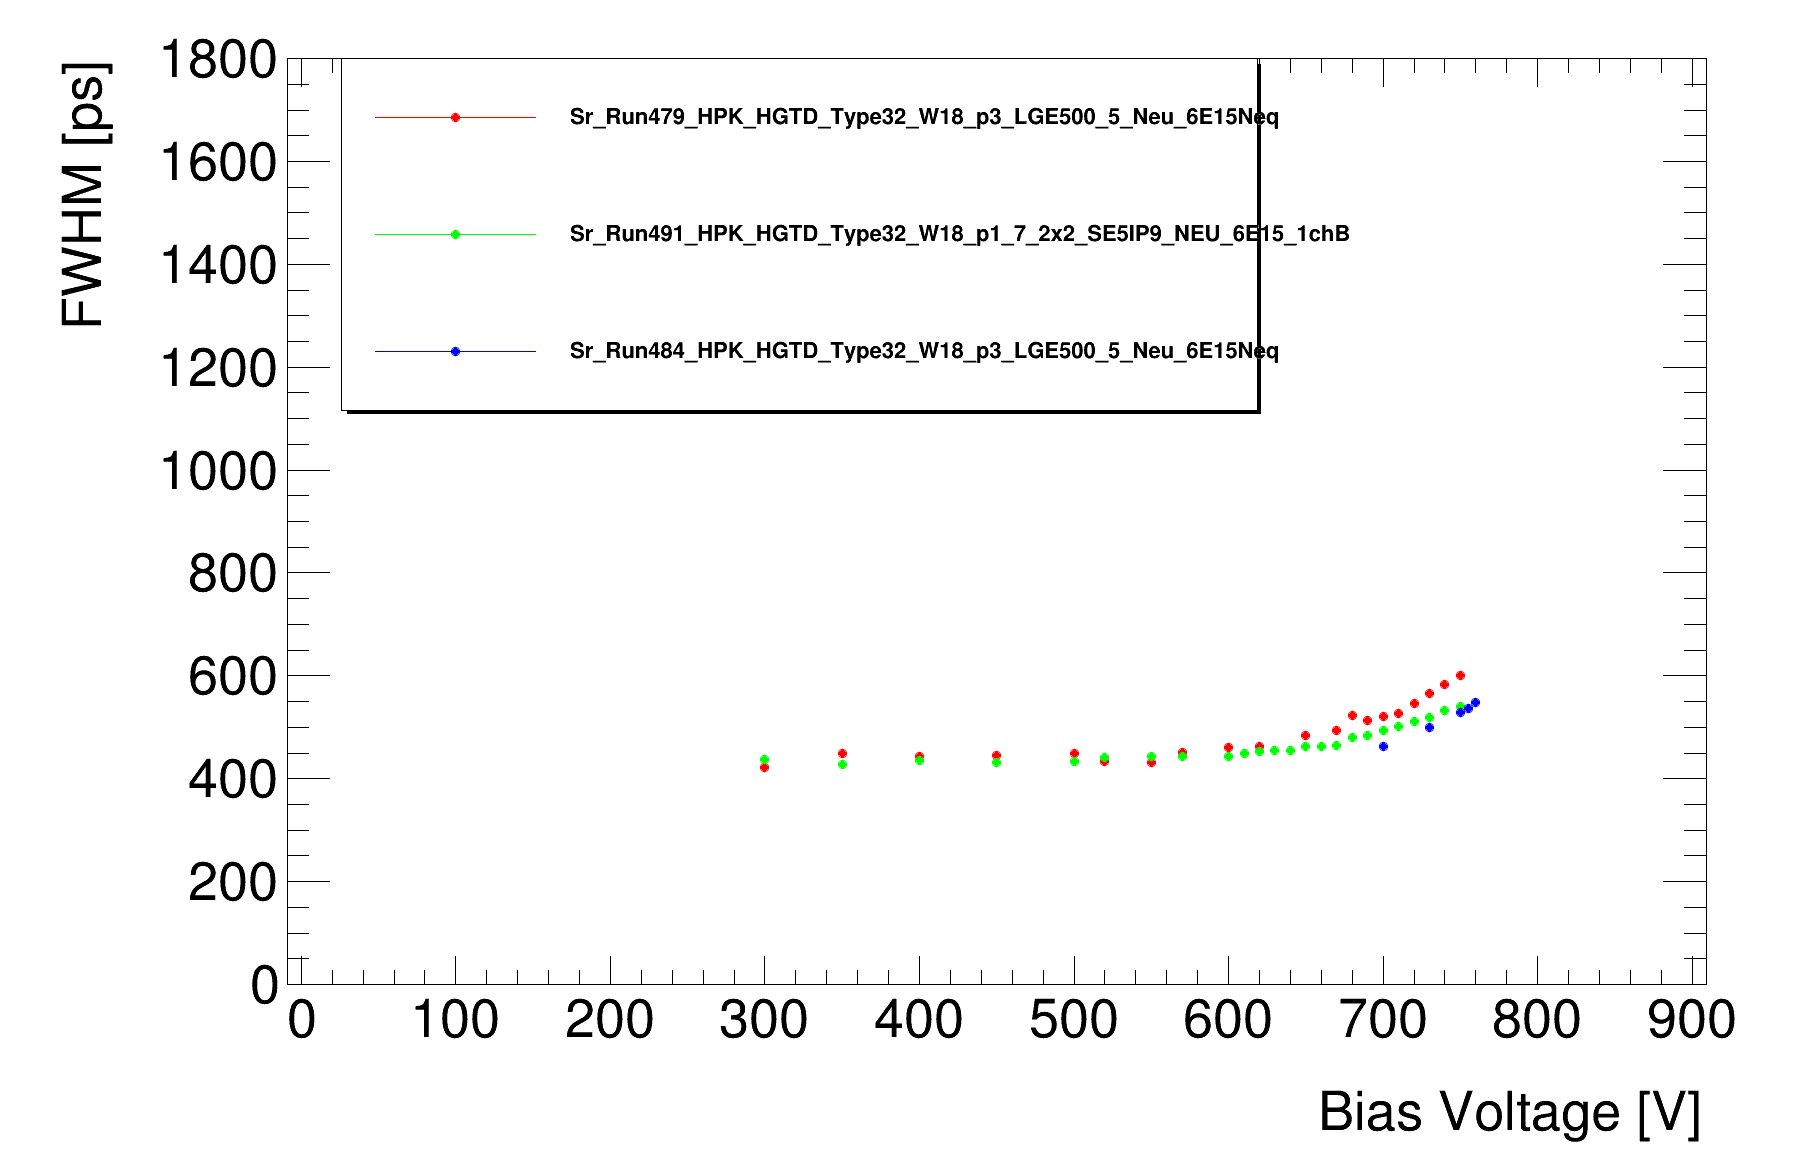 FWHM [ps]
1800
1600
1400
1200
1000
800
600
400
200
0
Sr_Run479_HPK_HGTD_Type32_W18_p3_LGE500_5_Neu_6E15Neq
Sr_Run491_HPK_HGTD_Type32_W18_p1_7_2x2_SE5IP9_NEU_6E15_1chB
Sr_Run484_HPK_HGTD_Type32_W18_p3_LGE500_5_Neu_6E15Neq
0 100 200 300 400 500 600 700 800 900
Bias Voltage [V]